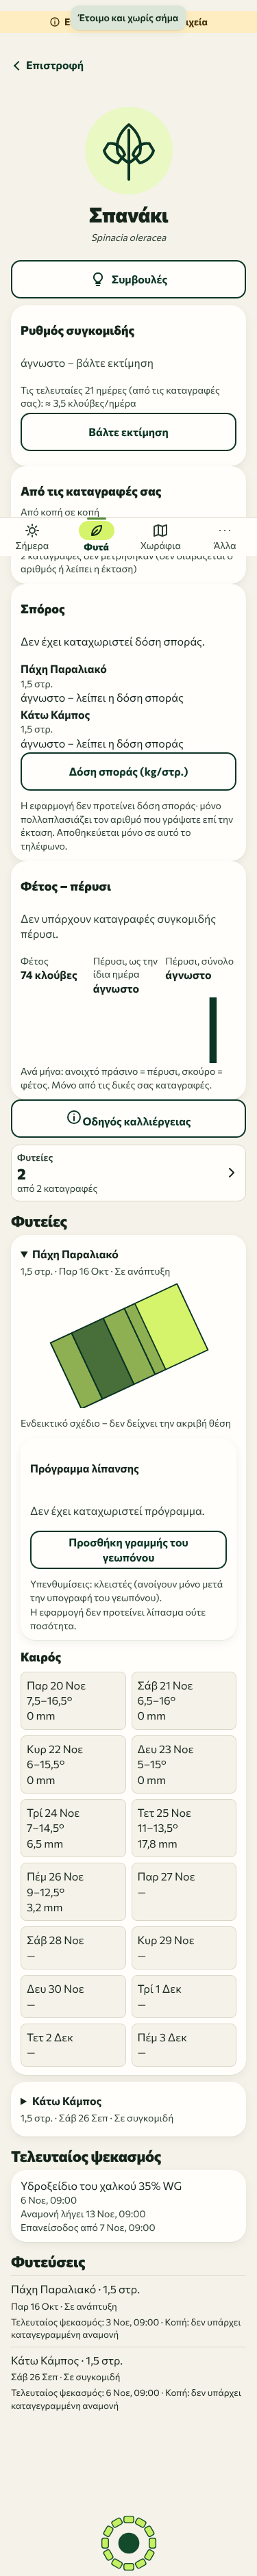 Έτοιμο και χωρίς σήμα
Επιστροφή
Σπανάκι
Spinacia oleracea
Συμβουλές
Ρυθμός συγκομιδής
άγνωστο – βάλτε εκτίμηση
Τις τελευταίες 21 ημέρες (από τις καταγραφές
σας): ≈ 3,5 κλούβες/ημέρα
Βάλτε εκτίμηση
Από τις καταγραφές σας
Από κοπή σε κοπή
Σήμερα
Φυτά
Χωράφια
Άλλα
2 καταγραφές δεν μετρήθηκαν (δεν διαβάζεται ο
αριθμός ή λείπει η έκταση)
Σπόρος
Δεν έχει καταχωριστεί δόση σποράς.
Πάχη Παραλιακό
1,5 στρ.
άγνωστο – λείπει η δόση σποράς
Κάτω Κάμπος
1,5 στρ.
άγνωστο – λείπει η δόση σποράς
Δόση σποράς (kg/στρ.)
Η εφαρμογή δεν προτείνει δόση σποράς· μόνο
πολλαπλασιάζει τον αριθμό που γράψατε επί την
έκταση. Αποθηκεύεται μόνο σε αυτό το
τηλέφωνο.
Φέτος – πέρυσι
Δεν υπάρχουν καταγραφές συγκομιδής
πέρυσι.
Φέτος
74 κλούβες
Πέρυσι, ως την
ίδια ημέρα
άγνωστο
Πέρυσι, σύνολο
άγνωστο
Ανά μήνα: ανοιχτό πράσινο = πέρυσι, σκούρο =
φέτος. Μόνο από τις δικές σας καταγραφές.
Οδηγός καλλιέργειας
Φυτείες
2
από 2 καταγραφές
Φυτείες
Πάχη Παραλιακό
1,5 στρ. · Παρ 16 Οκτ · Σε ανάπτυξη
Ενδεικτικό σχέδιο – δεν δείχνει την ακριβή θέση
Πρόγραμμα λίπανσης
Δεν έχει καταχωριστεί πρόγραμμα.
Προσθήκη γραμμής του
γεωπόνου
Υπενθυμίσεις: κλειστές (ανοίγουν μόνο μετά
την υπογραφή του γεωπόνου).
Η εφαρμογή δεν προτείνει λίπασμα ούτε
ποσότητα.
Καιρός
Παρ 20 Νοε
7,5–16,5°
0 mm
Σάβ 21 Νοε
6,5–16°
0 mm
Κυρ 22 Νοε
6–15,5°
0 mm
Δευ 23 Νοε
5–15°
0 mm
Τρί 24 Νοε
7–14,5°
6,5 mm
Τετ 25 Νοε
11–13,5°
17,8 mm
Πέμ 26 Νοε
9–12,5°
3,2 mm
Παρ 27 Νοε
—
Σάβ 28 Νοε
—
Κυρ 29 Νοε
—
Δευ 30 Νοε
—
Τρί 1 Δεκ
—
Τετ 2 Δεκ
—
Πέμ 3 Δεκ
—
Κάτω Κάμπος
1,5 στρ. · Σάβ 26 Σεπ · Σε συγκομιδή
Τελευταίος ψεκασμός
Υδροξείδιο του χαλκού 35% WG
6 Νοε, 09:00
Αναμονή λήγει 13 Νοε, 09:00
Επανείσοδος από 7 Νοε, 09:00
Φυτεύσεις
Πάχη Παραλιακό · 1,5 στρ.
Παρ 16 Οκτ · Σε ανάπτυξη
Τελευταίος ψεκασμός: 3 Νοε, 09:00 · Κοπή: δεν υπάρχει
καταγεγραμμένη αναμονή
Κάτω Κάμπος · 1,5 στρ.
Σάβ 26 Σεπ · Σε συγκομιδή
Τελευταίος ψεκασμός: 6 Νοε, 09:00 · Κοπή: δεν υπάρχει
καταγεγραμμένη αναμονή